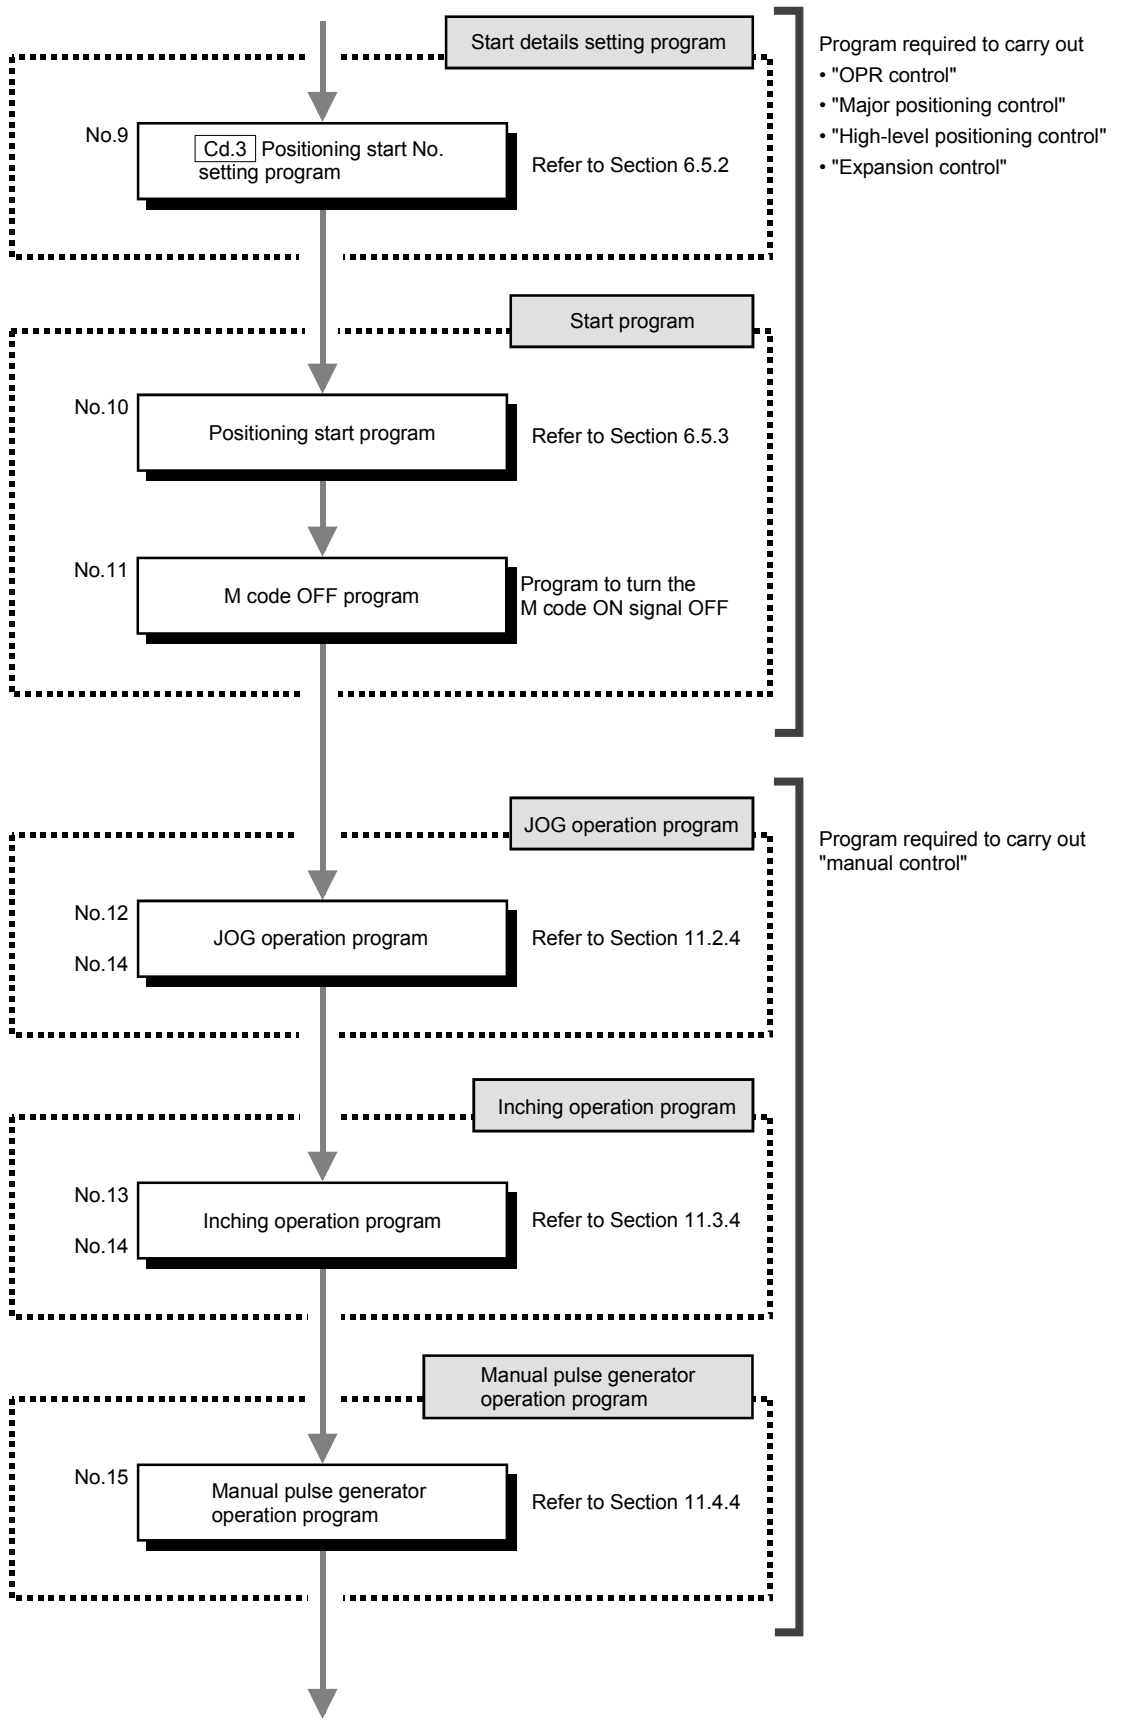 Start details setting program
Program required to carry out
• "OPR control"
• "Major positioning control"
• "High-level positioning control"
• "Expansion control"
No.9
Cd.3 Positioning start No.
setting program
Refer to Section 6.5.2
Start program
No.10
Positioning start program
Refer to Section 6.5.3
No.11
M code OFF program
Program to turn the
M code ON signal OFF
JOG operation program
Program required to carry out
"manual control"
No.12
JOG operation program
Refer to Section 11.2.4
No.14
Inching operation program
No.13
Inching operation program
Refer to Section 11.3.4
No.14
Manual pulse generator
operation program
No.15
Manual pulse generator
operation program
Refer to Section 11.4.4